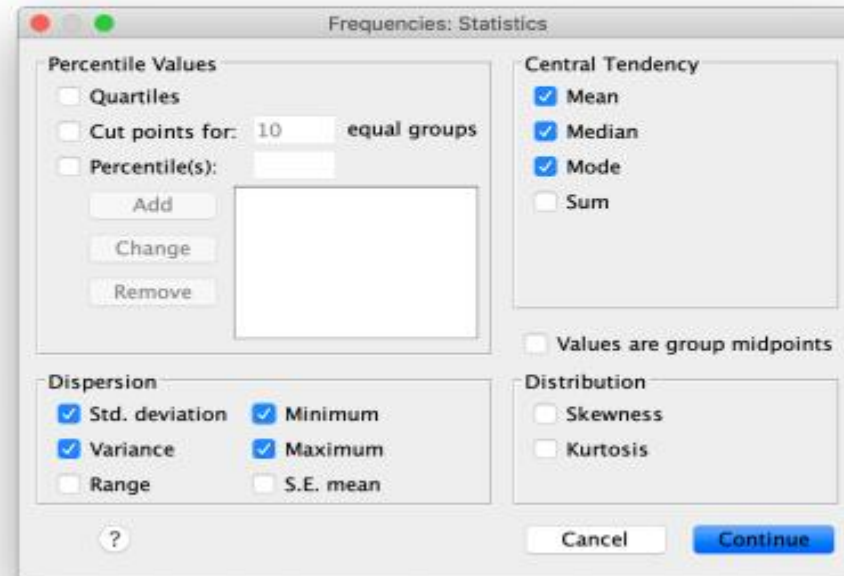 Frequencies: Statistics
Percentile Values
Quartiles
Cut points for: 10 equal groups
Percentile(s):
Add
Change
Remove
Central Tendency
Mean
Median
Mode
Sum
Values are group midpoints
Dispersion
Std. deviation Minimum
Variance Maximum
Range S.E. mean
Distribution
Skewness
Kurtosis
? Cancel Continue